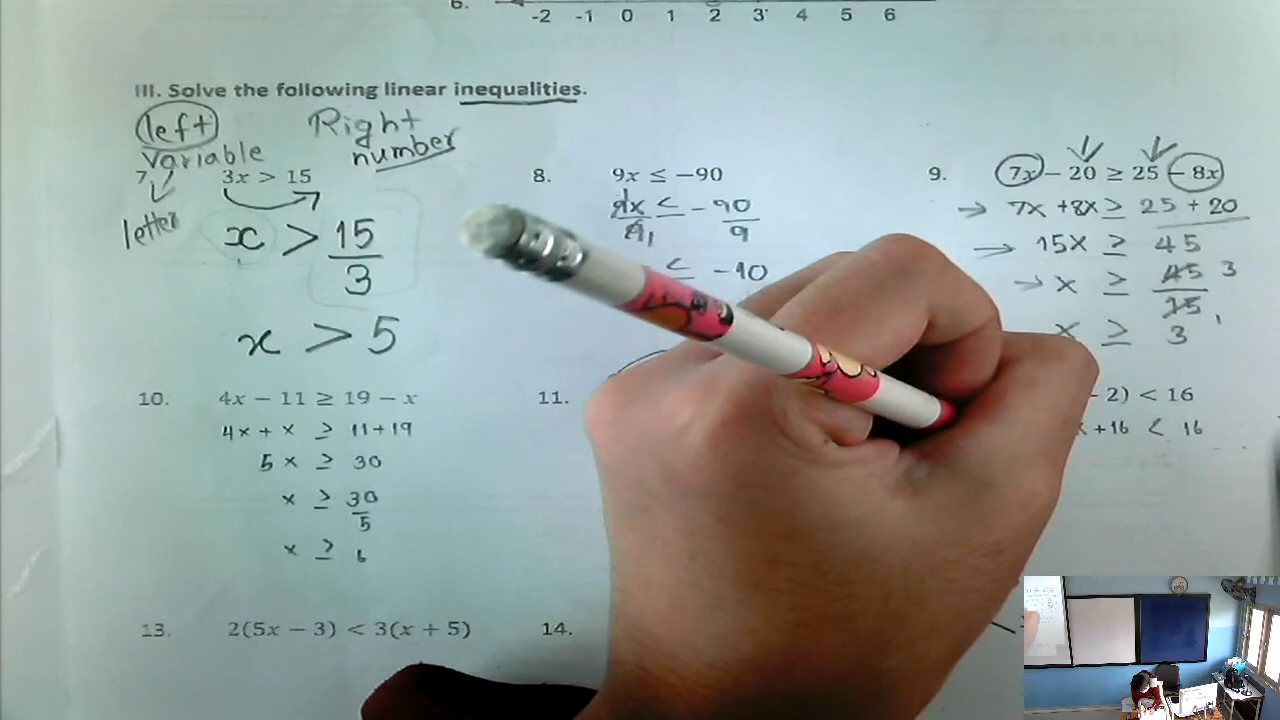 6.
-2 -1 0 1 2 3 4 5 6
III. Solve the following linear inequalities.
left Right
variable number
7. 3x > 15
letter
x > 15/3
x > 5
8. 9x ≤ −90
9x/9 ≤ -90/9
≤ -10
9. 7x − 20 ≥ 25 − 8x
7x + 8x ≥ 25 + 20
15x ≥ 45
x ≥ 45/15 3 1
x ≥ 3
10. 4x − 11 ≥ 19 − x
4x + x ≥ 11 + 19
5x ≥ 30
x ≥ 30/5
x ≥ 6
11.
- 2) < 16
x + 16 < 16
13. 2(5x − 3) < 3(x + 5)
14.